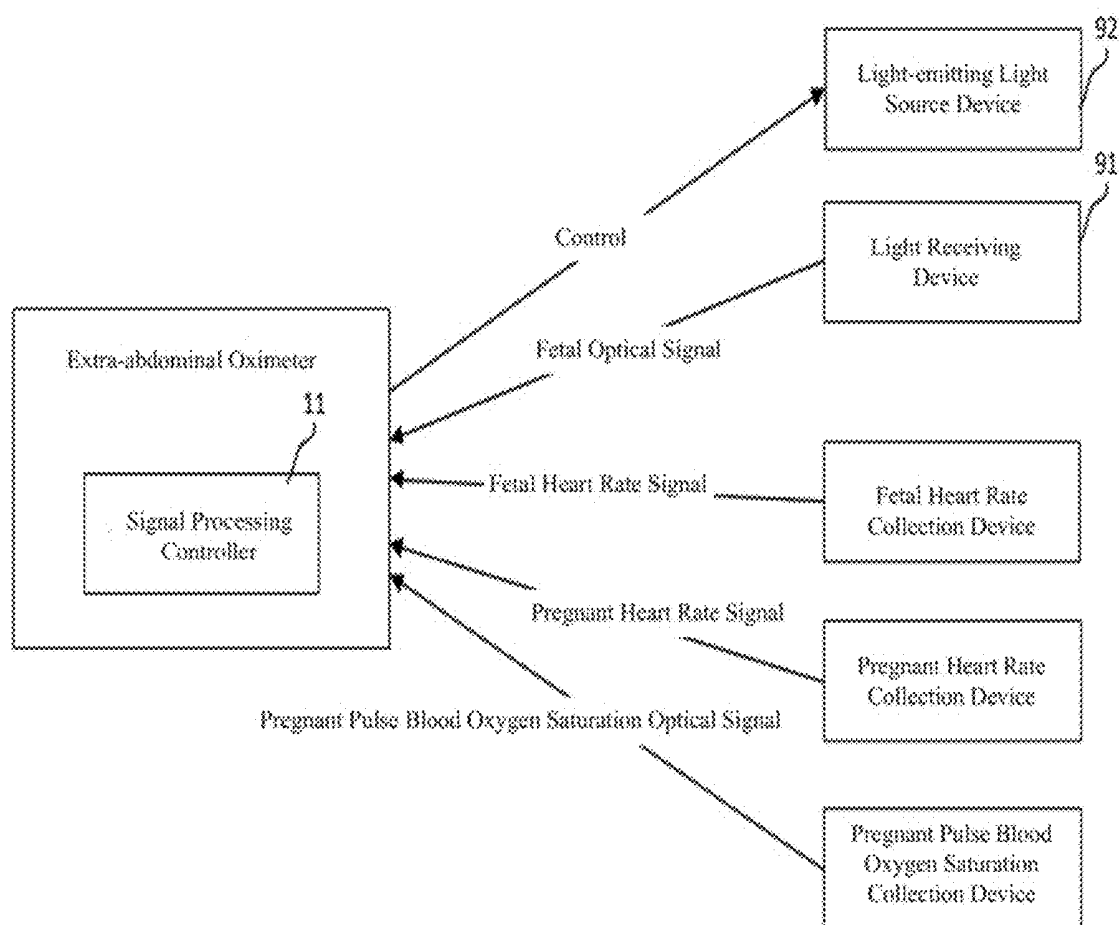 92
Light-emitting Light
Source Device
91
Control
Light Receiving
Device
Fetal Optical Signal
Extra-abdominal Oximeter
11
Signal Processing
Controller
Fetal Heart Rate Signal
Fetal Heart Rate
Collection Device
Pregnant Heart Rate Signal
Pregnant Heart Rate
Collection Device
Pregnant Pulse Blood Oxygen Saturation Optical Signal
Pregnant Pulse Blood
Oxygen Saturation
Collection Device